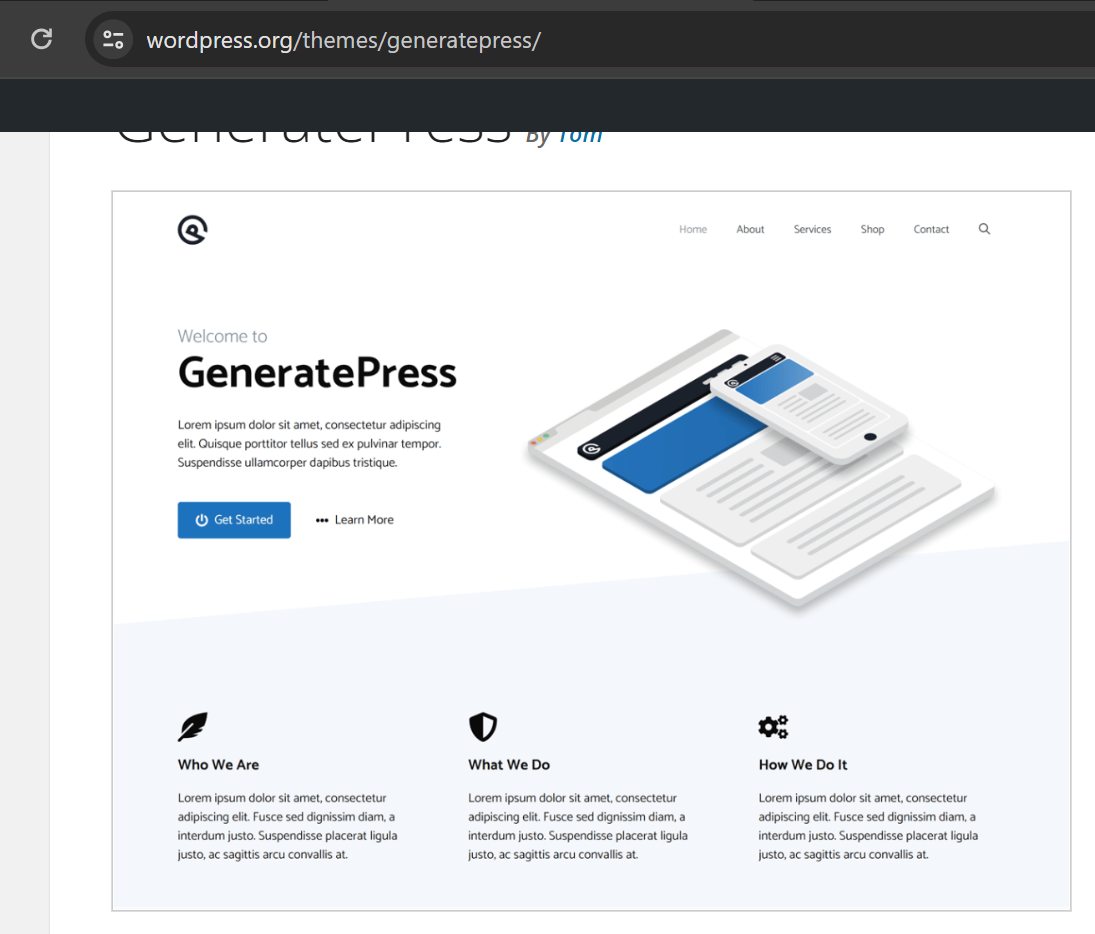 wordpress.org/themes/generatepress/
GeneratePress By Tom
Home About Services Shop Contact
Welcome to
GeneratePress
Lorem ipsum dolor sit amet, consectetur adipiscing
elit. Quisque porttitor tellus sed ex pulvinar tempor.
Suspendisse ullamcorper dapibus tristique.
Get Started ••• Learn More
Who We Are
Lorem ipsum dolor sit amet, consectetur
adipiscing elit. Fusce sed dignissim diam, a
interdum justo. Suspendisse placerat ligula
justo, ac sagittis arcu convallis at.
What We Do
Lorem ipsum dolor sit amet, consectetur
adipiscing elit. Fusce sed dignissim diam, a
interdum justo. Suspendisse placerat ligula
justo, ac sagittis arcu convallis at.
How We Do It
Lorem ipsum dolor sit amet, consectetur
adipiscing elit. Fusce sed dignissim diam, a
interdum justo. Suspendisse placerat ligula
justo, ac sagittis arcu convallis at.